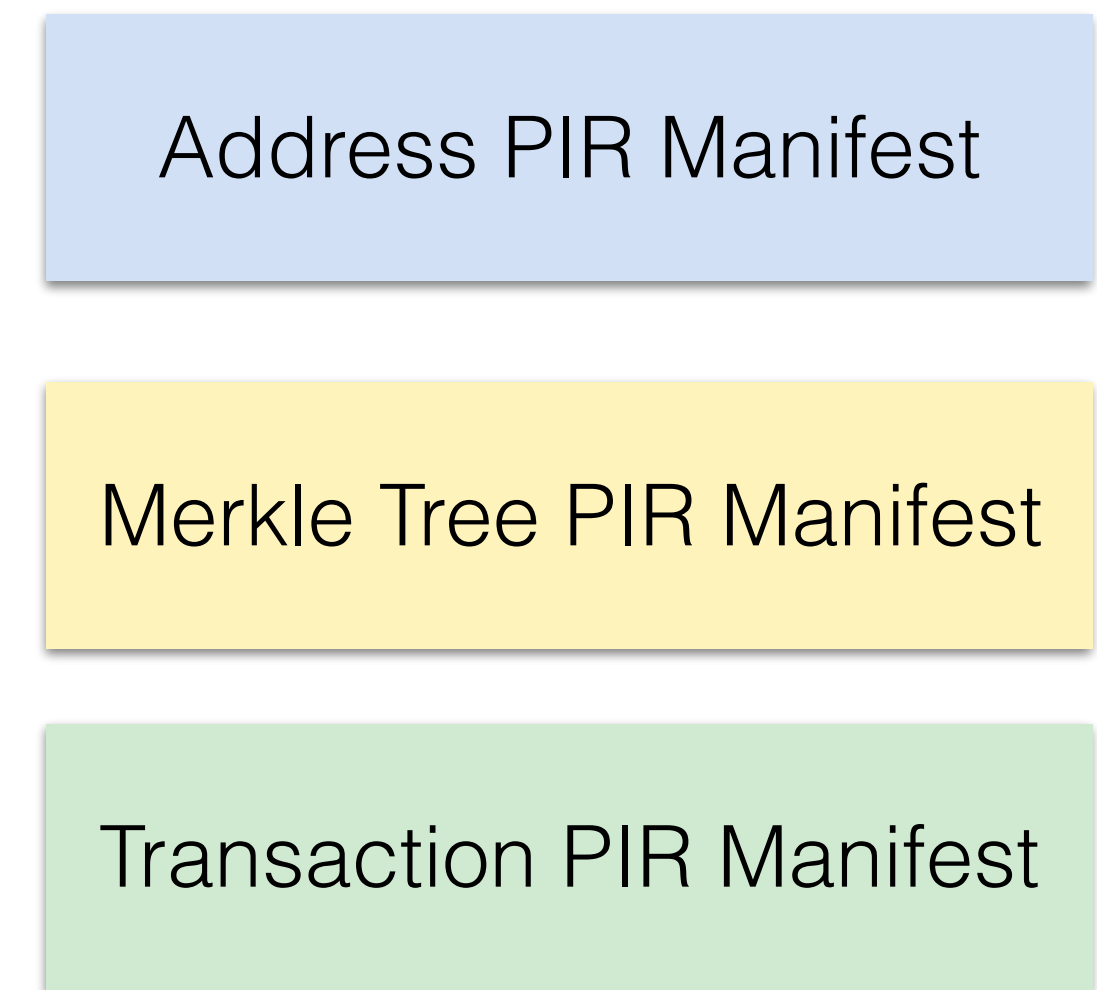 Address PIR Manifest
Merkle Tree PIR Manifest
Transaction PIR Manifest